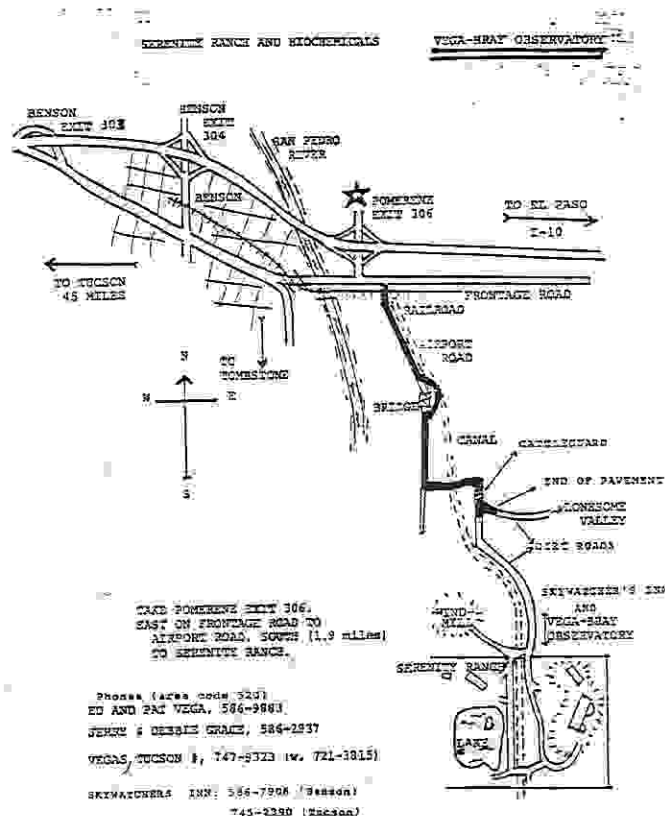 SERENITY RANCH AND BIOCHEMICALS
VEGA-BRAY OBSERVATORY
BENSON
EXIT 303
BENSON
EXIT
304
SAN PEDRO
RIVER
POMERENE
EXIT 306
TO EL PASO
I-10
BENSON
TO TUCSON
45 MILES
FRONTAGE ROAD
RAILROAD
AIRPORT
ROAD
TO
TOMBSTONE
N
E
S
BRIDGE
CANAL
CATTLEGUARD
END OF PAVEMENT
LONESOME
VALLEY
DIRT ROADS
SKYWATCHER'S INN
AND
VEGA-BRAY
OBSERVATORY
WIND-
MILL
SERENITY RANCH
LAKE
TAKE POMERENE EXIT 306.
EAST ON FRONTAGE ROAD TO
AIRPORT ROAD, SOUTH (1.9 miles)
TO SERENITY RANCH.
Phones (area code 520)
ED AND PAT VEGA, 586-9883
JERRY & DEBBIE GRACE, 586-2937
VEGAS, TUCSON #, 747-5323 (w. 721-3815)
SKYWATCHERS INN: 586-7906 (Benson)
745-2390 (Tucson)